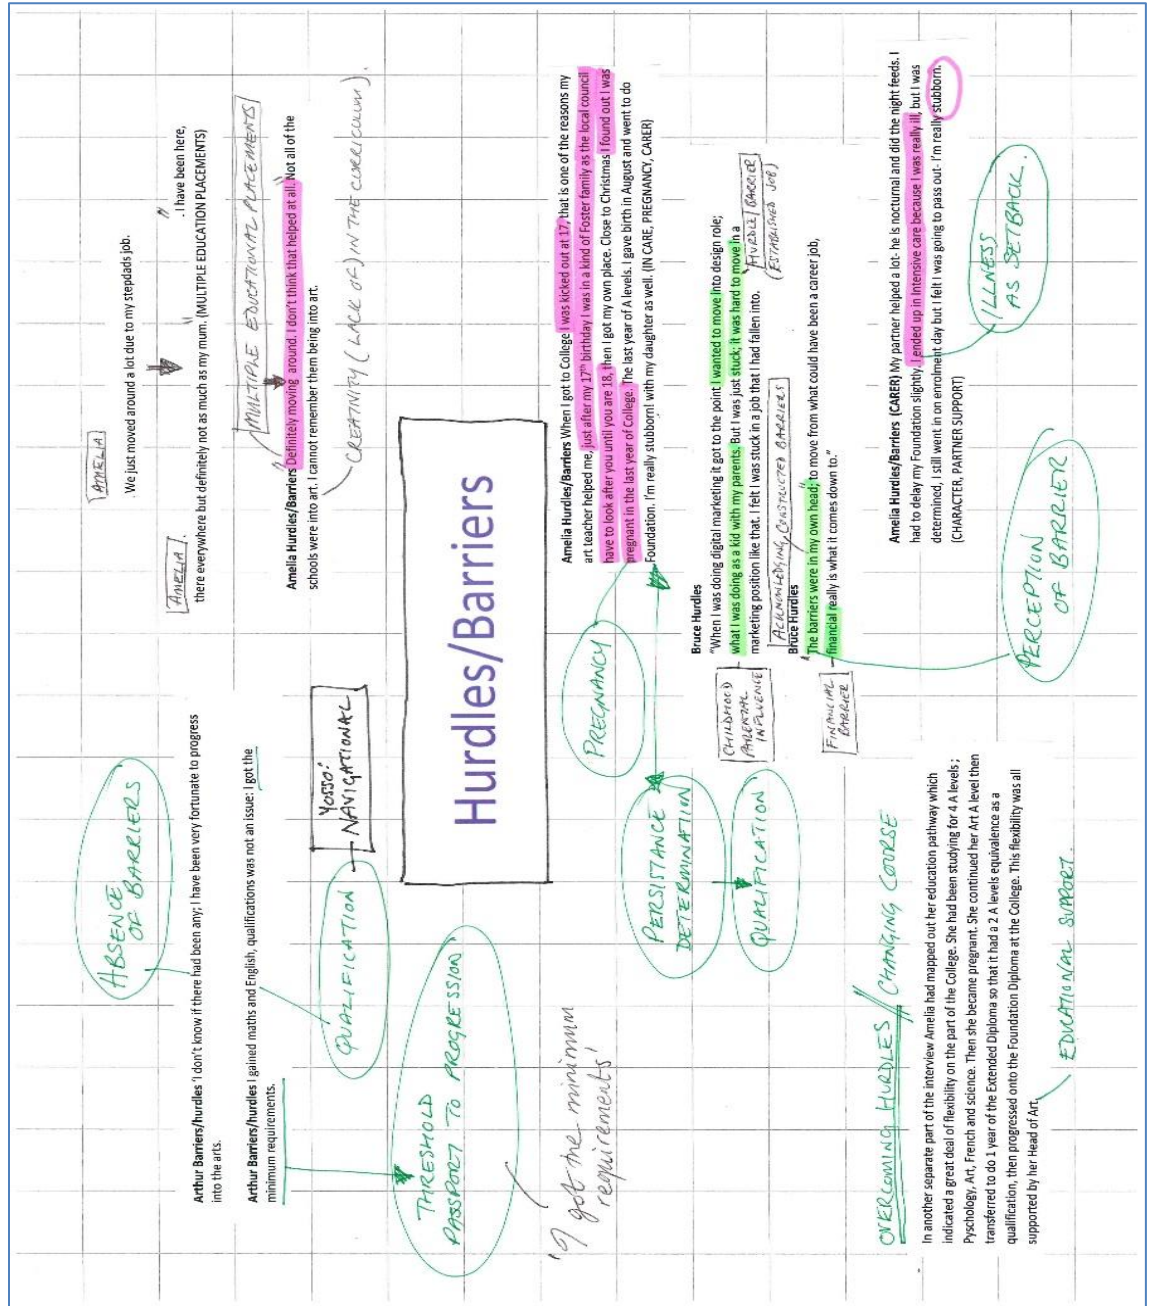 ABSENCE
OF BARRIERS
Arthur Barriers/hurdles 'I don't know if there had been any; I have been very fortunate to progress
into the arts.
Arthur Barriers/hurdles I gained maths and English, qualifications was not an issue: I got the
minimum requirements.
QUALIFICATION
YOSSO:
NAVIGATIONAL
THRESHOLD
PASSPORT TO PROGRESSION
'I got the minimum
requirements'
AMELIA
. We just moved around a lot due to my stepdads job.
AMELIA
. I have been here,
there everywhere but definitely not as much as my mum. (MULTIPLE EDUCATION PLACEMENTS)
MULTIPLE EDUCATIONAL PLACEMENTS
Amelia Hurdles/Barriers Definitely moving around. I don't think that helped at all. Not all of the
schools were into art. I cannot remember them being into art.
CREATIVITY (LACK OF) IN THE CURRICULUM).
Hurdles/Barriers
PREGNANCY
Amelia Hurdles/Barriers When I got to College I was kicked out at 17, that is one of the reasons my
art teacher helped me, just after my 17th birthday I was in a kind of Foster family as the local council
have to look after you until you are 18, then I got my own place. Close to Christmas I found out I was
pregnant in the last year of College. The last year of A levels. I gave birth in August and went to do
Foundation. I'm really stubborn! with my daughter as well. (IN CARE, PREGNANCY, CARER)
PERSISTANCE
DETERMINATION
QUALIFICATION
Bruce Hurdles
"When I was doing digital marketing it got to the point I wanted to move into design role;
what I was doing as a kid with my parents. But I was just stuck; it was hard to move in a
marketing position like that. I felt I was stuck in a job that I had fallen into.
CHILDHOOD
PARENTAL
INFLUENCE
HURDLE/BARRIER
(ESTABLISHED JOB)
ACKNOWLEDGING CONSTRUCTED BARRIERS
Bruce Hurdles
"The barriers were in my own head; to move from what could have been a career job,
financial really is what it comes down to."
FINANCIAL
BARRIER
PERCEPTION
OF BARRIER
OVERCOMING HURDLES // CHANGING COURSE
In another separate part of the interview Amelia had mapped out her education pathway which
indicated a great deal of flexibility on the part of the College. She had been studying for 4 A levels ;
Pyschology, Art, French and science. Then she became pregnant. She continued her Art A level then
transferred to do 1 year of the Extended Diploma so that it had a 2 A levels equivalence as a
qualification, then progressed onto the Foundation Diploma at the College. This flexibility was all
supported by her Head of Art.
EDUCATIONAL SUPPORT.
Amelia Hurdles/Barriers (CARER) My partner helped a lot- he is nocturnal and did the night feeds. I
had to delay my Foundation slightly. I ended up in Intensive care because I was really ill, but I was
determined, I still went in on enrolment day but I felt I was going to pass out- I'm really stubborn.
(CHARACTER, PARTNER SUPPORT)
ILLNESS
AS SETBACK.